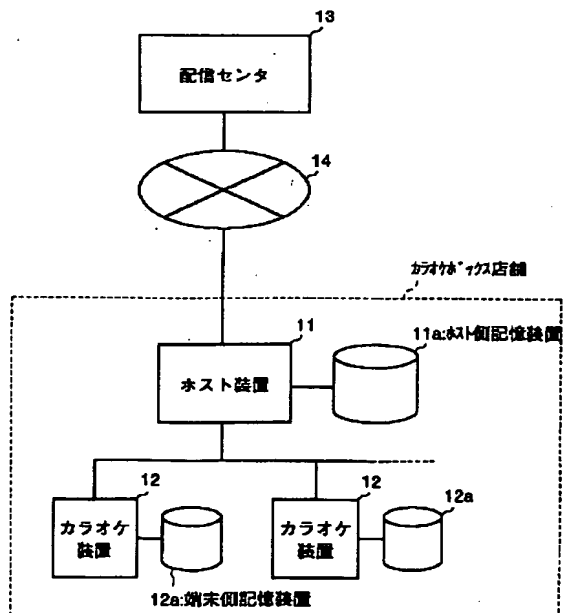 13
配信センタ
14
カラオケボックス店舗
11
11a:ホスト側記憶装置
ホスト装置
12
12
12a
カラオケ
装置
カラオケ
装置
12a:端末側記憶装置